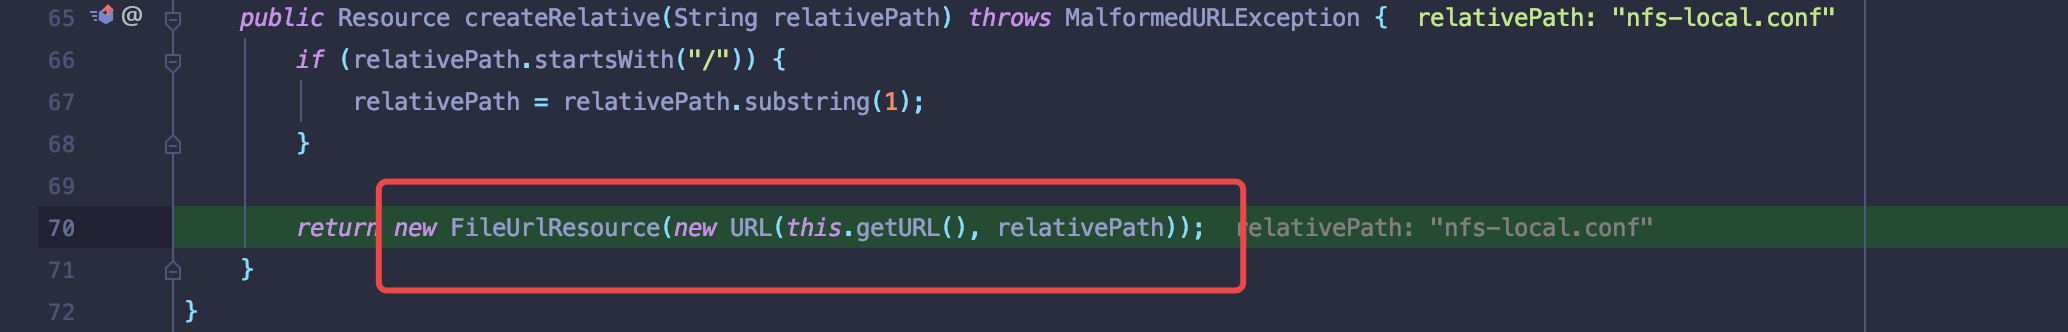 65 @ public Resource createRelative(String relativePath) throws MalformedURLException { relativePath: "nfs-local.conf"
66 if (relativePath.startsWith("/")) {
67 relativePath = relativePath.substring(1);
68 }
69
70 return new FileUrlResource(new URL(this.getURL(), relativePath)); relativePath: "nfs-local.conf"
71 }
72 }